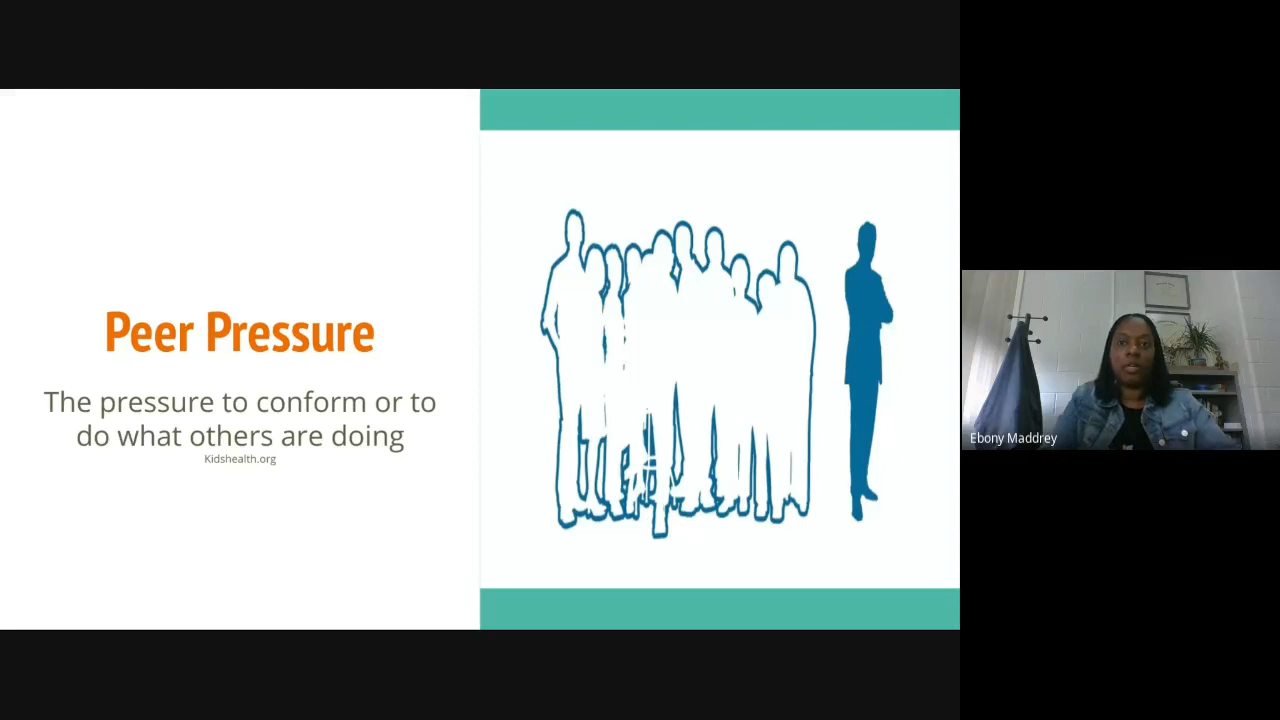 Peer Pressure
The pressure to conform or to
do what others are doing
Kidshealth.org
Ebony Maddrey